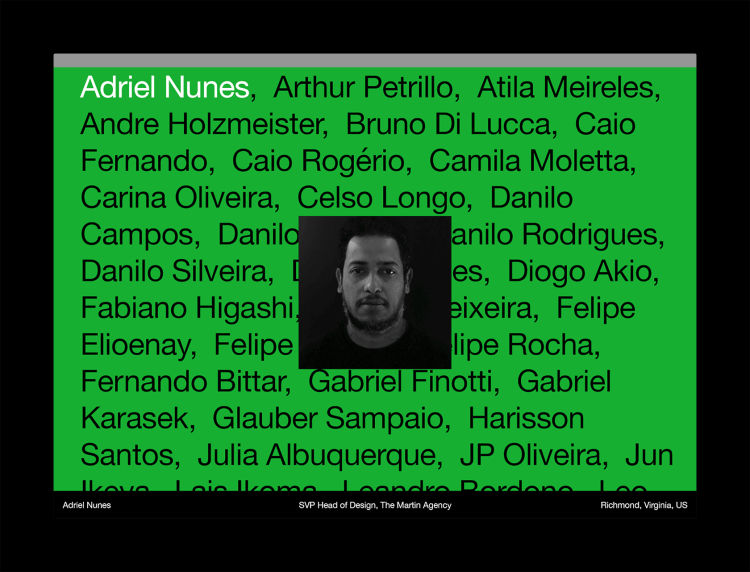 Adriel Nunes, Arthur Petrillo, Atila Meireles,
Andre Holzmeister, Bruno Di Lucca, Caio
Fernando, Caio Rogério, Camila Moletta,
Carina Oliveira, Celso Longo, Danilo
Campos, Danilo Rodrigues,
Danilo Silveira, Diogo Akio,
Fabiano Higashi, Felipe
Elioenay, Felipe Rocha,
Fernando Bittar, Gabriel Finotti, Gabriel
Karasek, Glauber Sampaio, Harisson
Santos, Julia Albuquerque, JP Oliveira, Jun
Adriel Nunes
SVP Head of Design, The Martin Agency
Richmond, Virginia, US